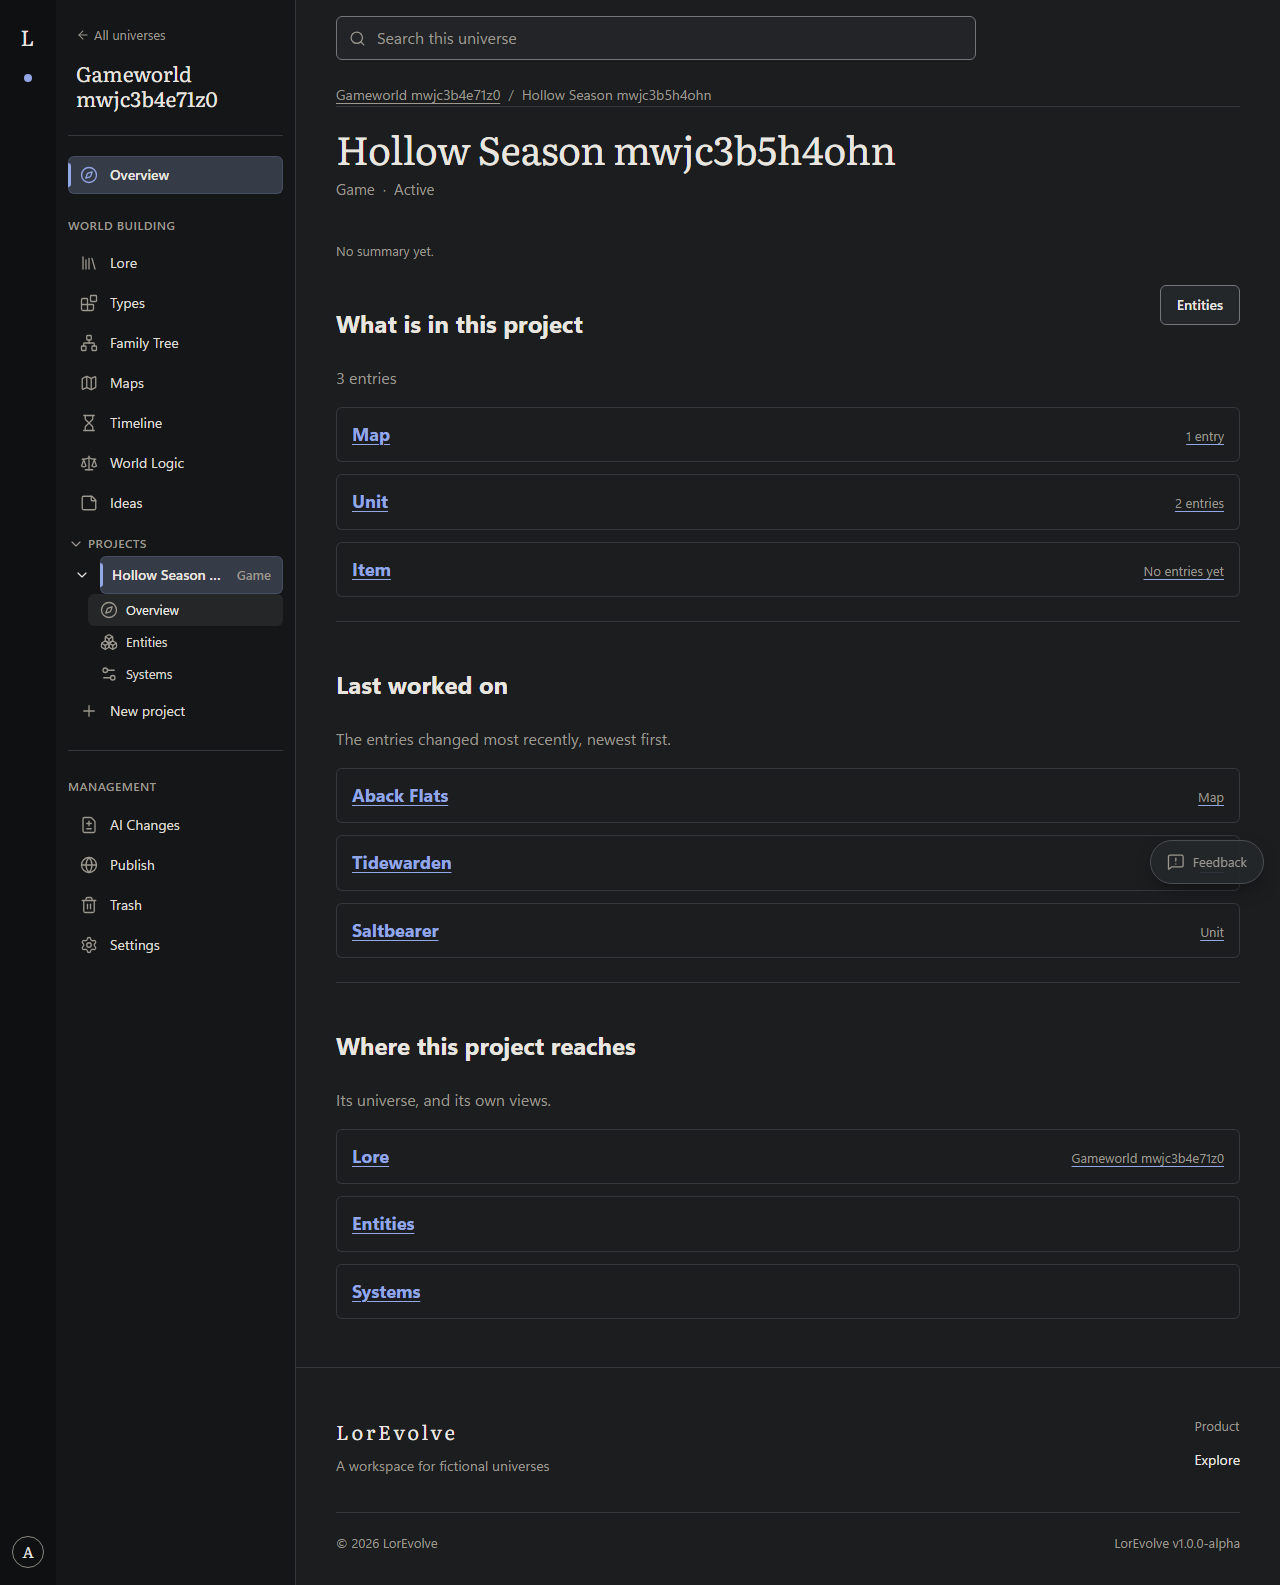 L
All universes
Gameworld
mwjc3b4e71z0
Overview
WORLD BUILDING
Lore
Types
Family Tree
Maps
Timeline
World Logic
Ideas
PROJECTS
Hollow Season ... Game
Overview
Entities
Systems
New project
MANAGEMENT
AI Changes
Publish
Trash
Settings
A
Search this universe
Gameworld mwjc3b4e71z0 / Hollow Season mwjc3b5h4ohn
Hollow Season mwjc3b5h4ohn
Game · Active
No summary yet.
Entities
What is in this project
3 entries
Map 1 entry
Unit 2 entries
Item No entries yet
Last worked on
The entries changed most recently, newest first.
Aback Flats Map
Tidewarden
Feedback
Saltbearer Unit
Where this project reaches
Its universe, and its own views.
Lore Gameworld mwjc3b4e71z0
Entities
Systems
LorEvolve Product
A workspace for fictional universes Explore
© 2026 LorEvolve LorEvolve v1.0.0-alpha